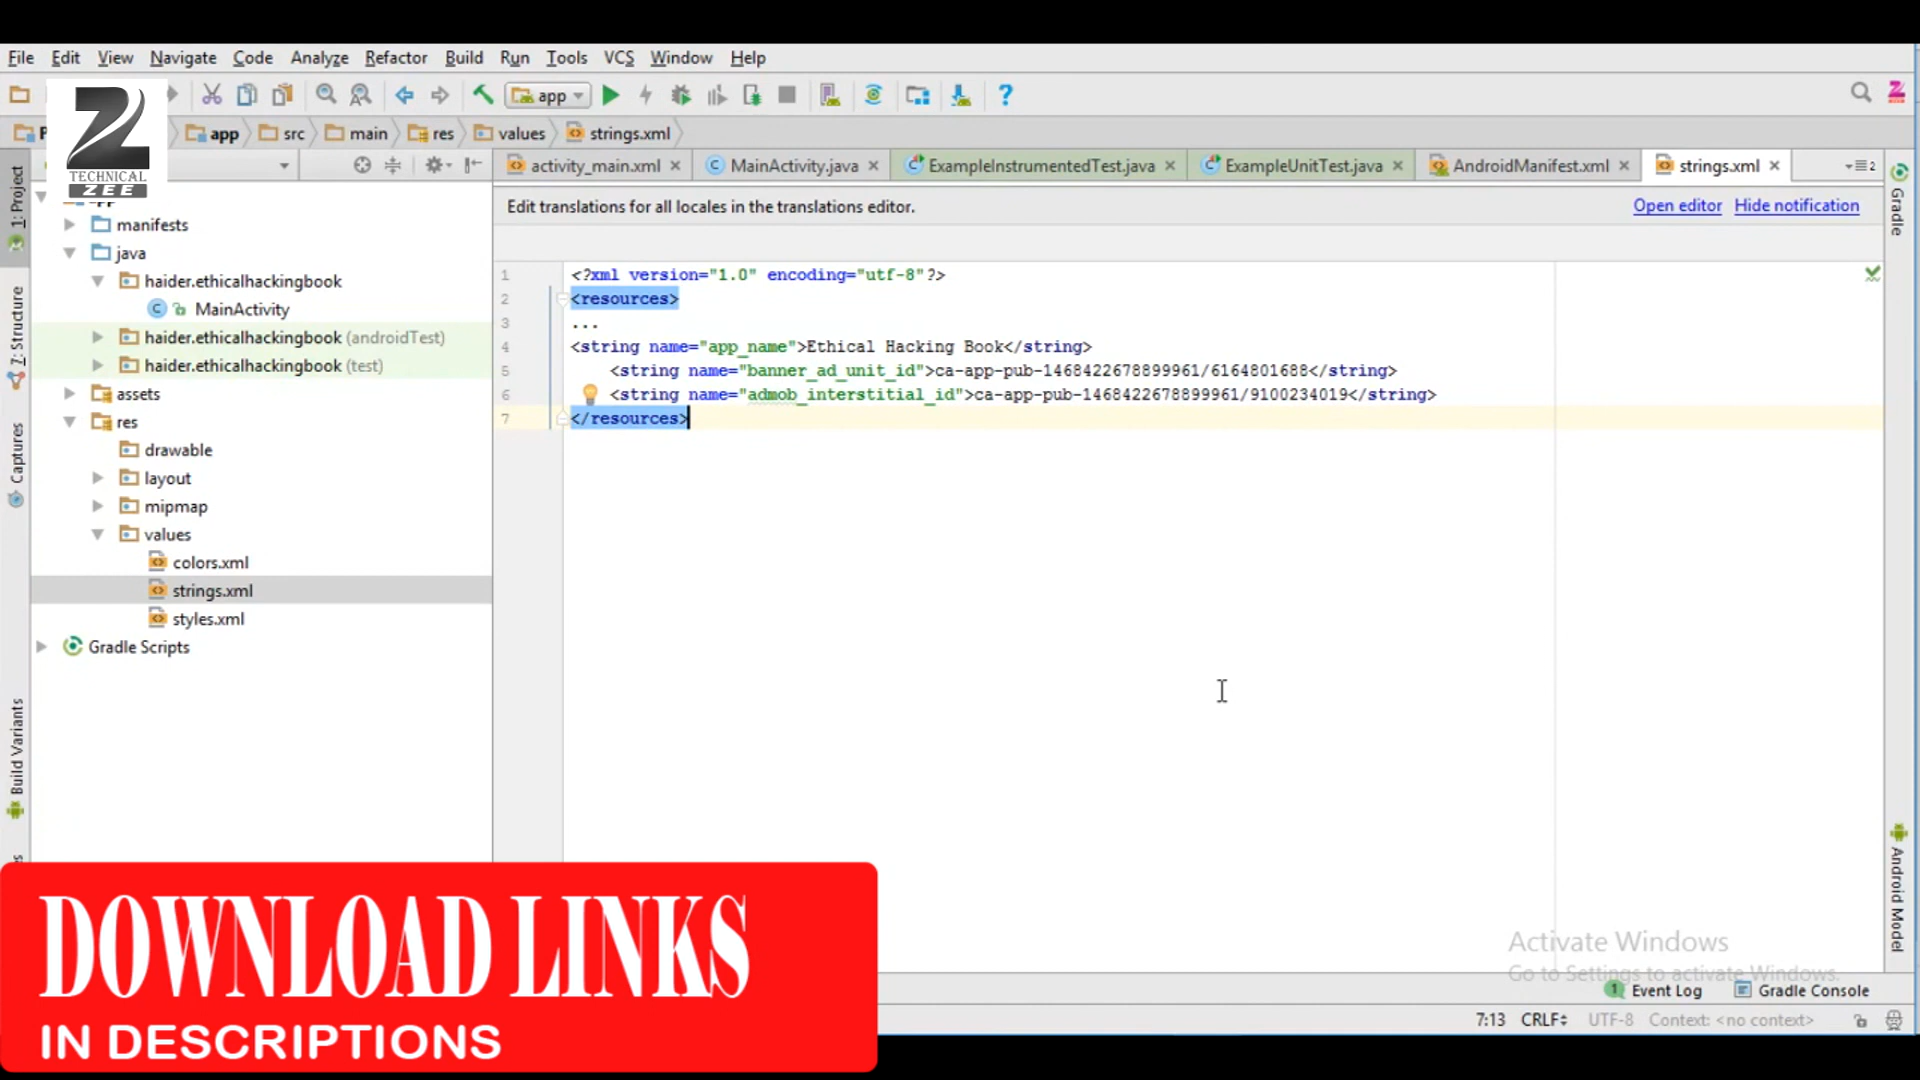 File Edit View Navigate Code Analyze Refactor Build Run Tools VCS Window Help
app
app src main res values strings.xml
TECHNICAL
ZEE
activity_main.xml MainActivity.java ExampleInstrumentedTest.java ExampleUnitTest.java AndroidManifest.xml strings.xml 2
Edit translations for all locales in the translations editor. Open editor Hide notification
1: Project
7: Structure
Captures
Build Variants
app
manifests
java
haider.ethicalhackingbook
MainActivity
haider.ethicalhackingbook (androidTest)
haider.ethicalhackingbook (test)
assets
res
drawable
layout
mipmap
values
colors.xml
strings.xml
styles.xml
Gradle Scripts
1 <?xml version="1.0" encoding="utf-8"?>
2 <resources>
3 ...
4 <string name="app_name">Ethical Hacking Book</string>
5 <string name="banner_ad_unit_id">ca-app-pub-1468422678899961/6164801688</string>
6 <string name="admob_interstitial_id">ca-app-pub-1468422678899961/9100234019</string>
7 </resources>
Gradle
Android Model
DOWNLOAD LINKS
IN DESCRIPTIONS
Activate Windows
Go to Settings to activate Windows.
1 Event Log Gradle Console
7:13 CRLF UTF-8 Context: <no context>